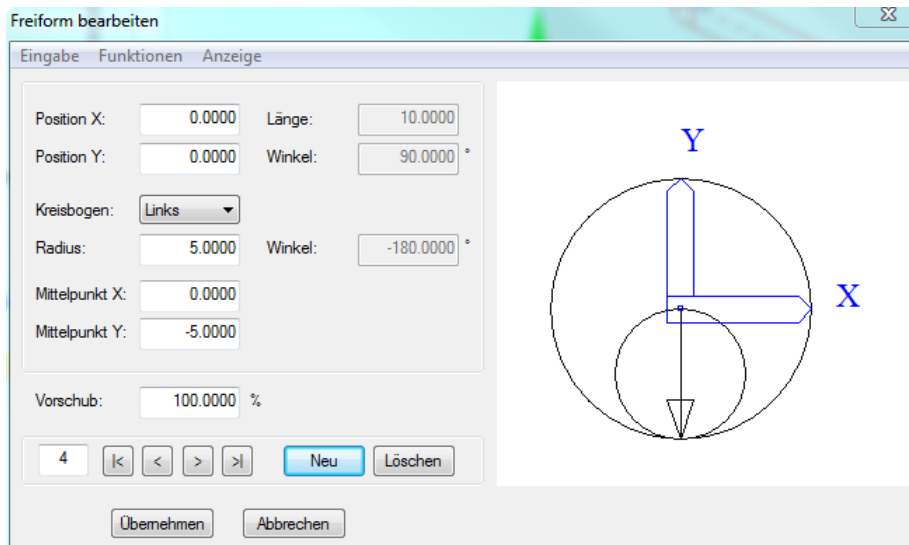 Freiform bearbeiten
Eingabe Funktionen Anzeige
Position X: 0.0000 Länge: 10.0000
Position Y: 0.0000 Winkel: 90.0000 °
Kreisbogen: Links
Radius: 5.0000 Winkel: -180.0000 °
Mittelpunkt X: 0.0000
Mittelpunkt Y: -5.0000
Vorschub: 100.0000 %
4 |< < > >| Neu Löschen
Übernehmen Abbrechen
Y
X